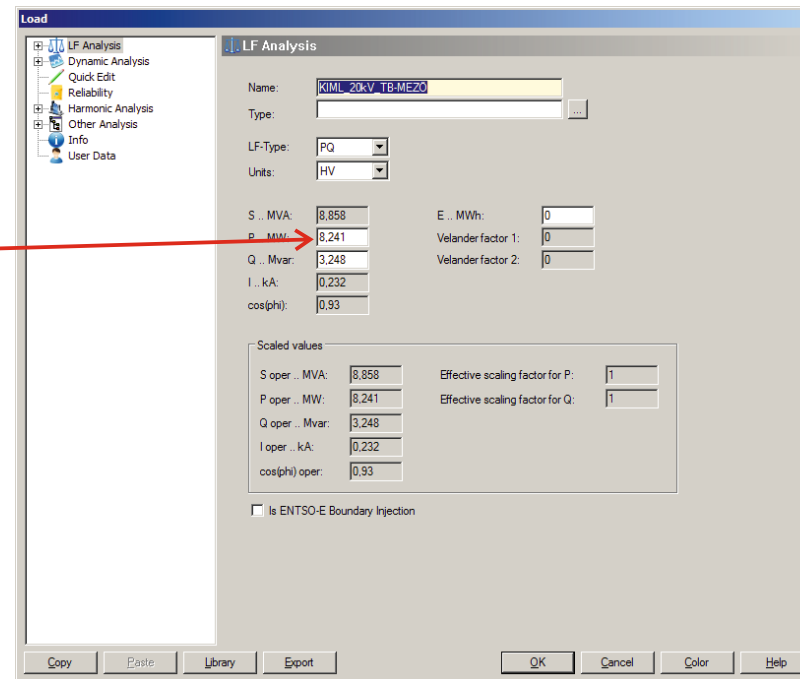 Load
LF Analysis
Dynamic Analysis
Quick Edit
Reliability
Harmonic Analysis
Other Analysis
Info
User Data
LF Analysis
Name: KIML_20kV_TB-MEZÖ
Type: ...
LF-Type: PQ
Units: HV
S .. MVA: 8,858 E .. MWh: 0
P .. MW: 8,241 Velander factor 1: 0
Q .. Mvar: 3,248 Velander factor 2: 0
I .. kA: 0,232
cos(phi): 0,93
Scaled values
S oper .. MVA: 8,858 Effective scaling factor for P: 1
P oper .. MW: 8,241 Effective scaling factor for Q: 1
Q oper .. Mvar: 3,248
I oper .. kA: 0,232
cos(phi) oper: 0,93
Is ENTSO-E Boundary Injection
Copy Paste Library Export OK Cancel Color Help